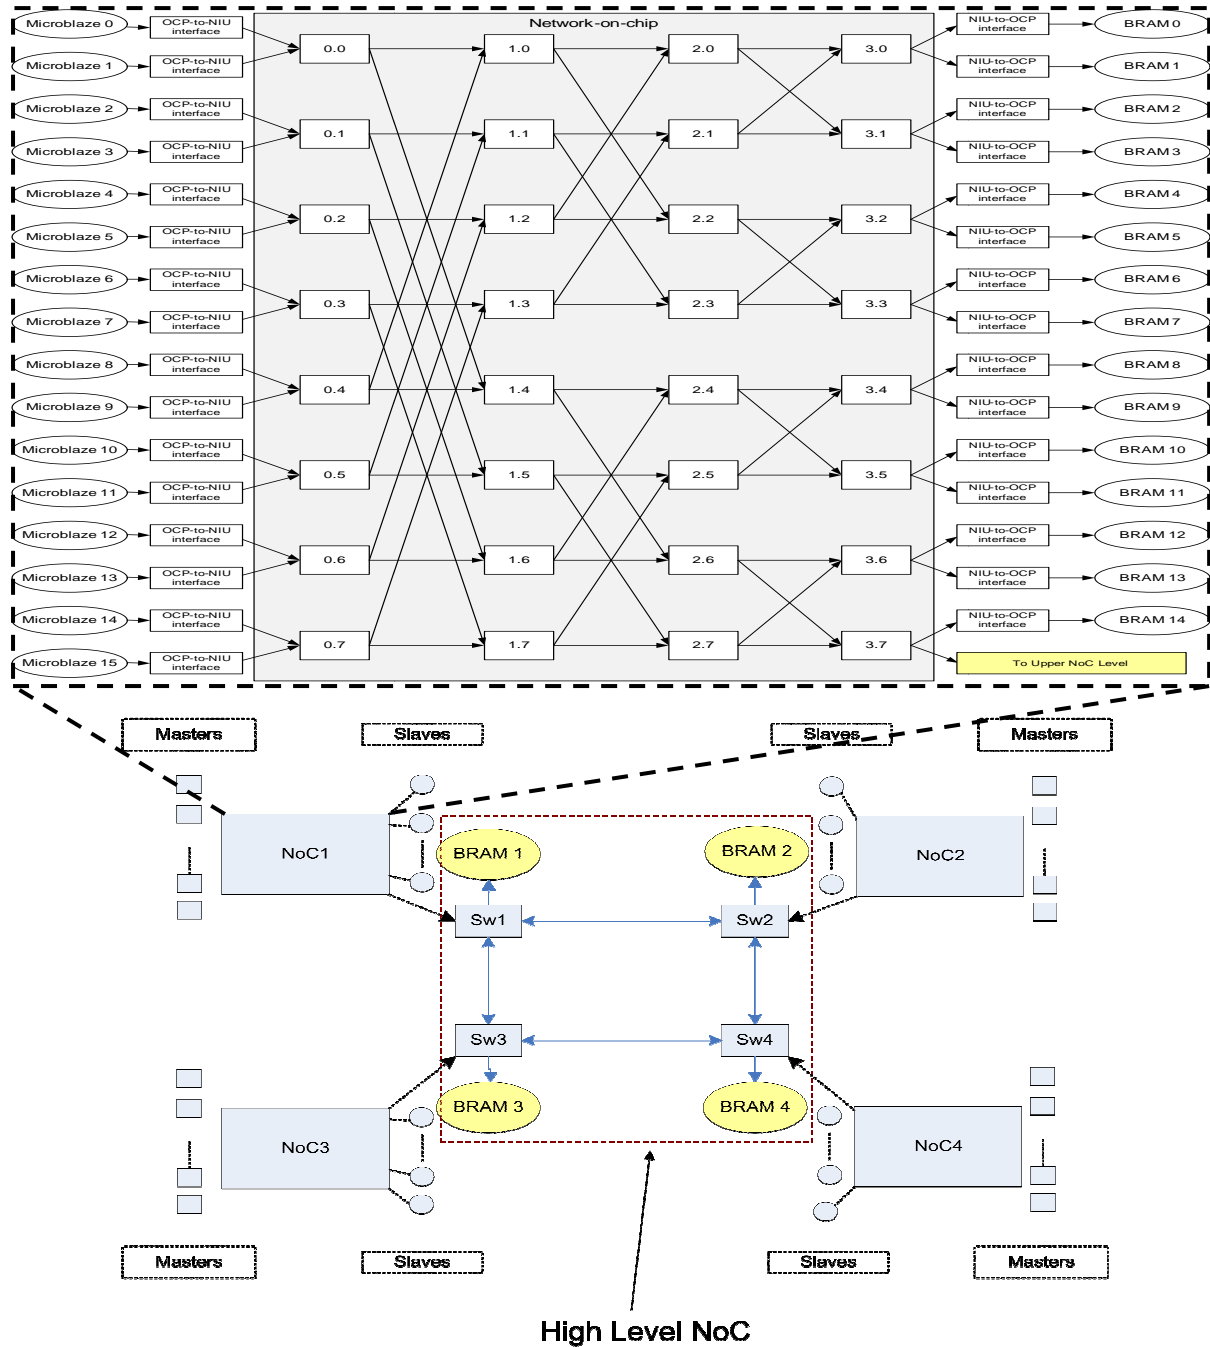 Network-on-chip
Microblaze 0
OCP-to-NIU
interface
Microblaze 1
OCP-to-NIU
interface
Microblaze 2
OCP-to-NIU
interface
Microblaze 3
OCP-to-NIU
interface
Microblaze 4
OCP-to-NIU
interface
Microblaze 5
OCP-to-NIU
interface
Microblaze 6
OCP-to-NIU
interface
Microblaze 7
OCP-to-NIU
interface
Microblaze 8
OCP-to-NIU
interface
Microblaze 9
OCP-to-NIU
interface
Microblaze 10
OCP-to-NIU
interface
Microblaze 11
OCP-to-NIU
interface
Microblaze 12
OCP-to-NIU
interface
Microblaze 13
OCP-to-NIU
interface
Microblaze 14
OCP-to-NIU
interface
Microblaze 15
OCP-to-NIU
interface
0.0 1.0 2.0 3.0
0.1 1.1 2.1 3.1
0.2 1.2 2.2 3.2
0.3 1.3 2.3 3.3
0.4 1.4 2.4 3.4
0.5 1.5 2.5 3.5
0.6 1.6 2.6 3.6
0.7 1.7 2.7 3.7
NIU-to-OCP
interface
BRAM 0
NIU-to-OCP
interface
BRAM 1
NIU-to-OCP
interface
BRAM 2
NIU-to-OCP
interface
BRAM 3
NIU-to-OCP
interface
BRAM 4
NIU-to-OCP
interface
BRAM 5
NIU-to-OCP
interface
BRAM 6
NIU-to-OCP
interface
BRAM 7
NIU-to-OCP
interface
BRAM 8
NIU-to-OCP
interface
BRAM 9
NIU-to-OCP
interface
BRAM 10
NIU-to-OCP
interface
BRAM 11
NIU-to-OCP
interface
BRAM 12
NIU-to-OCP
interface
BRAM 13
NIU-to-OCP
interface
BRAM 14
To Upper NoC Level
Masters Slaves Slaves Masters
NoC1 BRAM 1 BRAM 2 NoC2
Sw1 Sw2
Sw3 Sw4
NoC3 BRAM 3 BRAM 4 NoC4
Masters Slaves Slaves Masters
High Level NoC